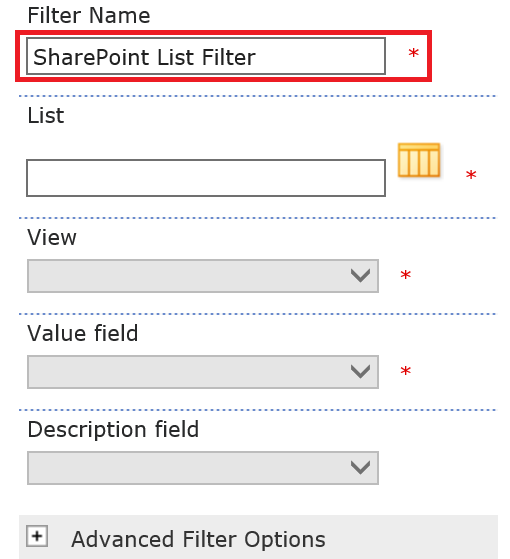 Filter Name
SharePoint List Filter *
List
*
View
*
Value field
*
Description field
Advanced Filter Options